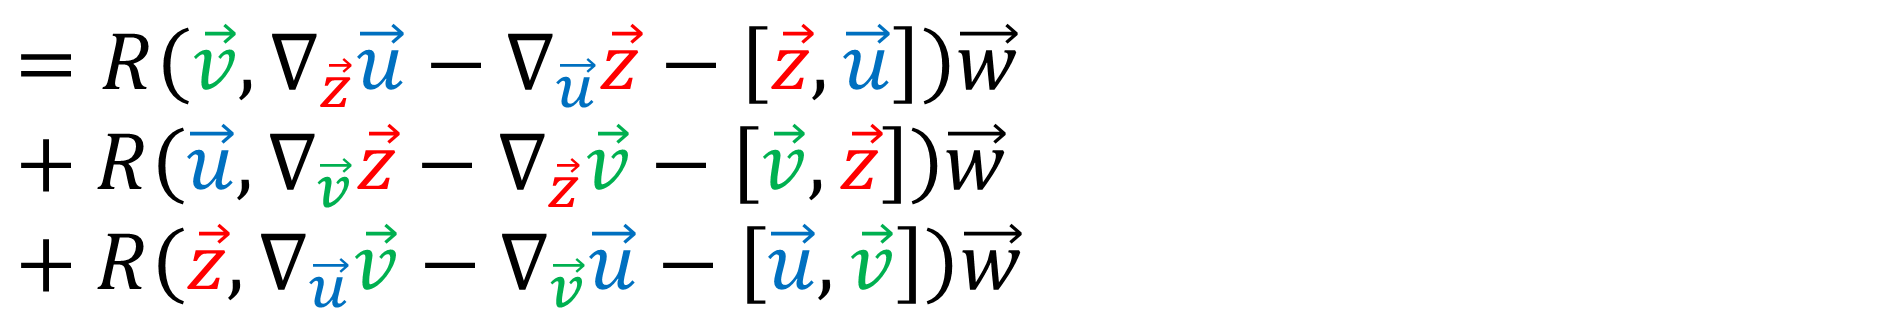 = R(v⃗, ∇_z⃗ u⃗ − ∇_u⃗ z⃗ − [z⃗, u⃗])w⃗
+ R(u⃗, ∇_v⃗ z⃗ − ∇_z⃗ v⃗ − [v⃗, z⃗])w⃗
+ R(z⃗, ∇_u⃗ v⃗ − ∇_v⃗ u⃗ − [u⃗, v⃗])w⃗